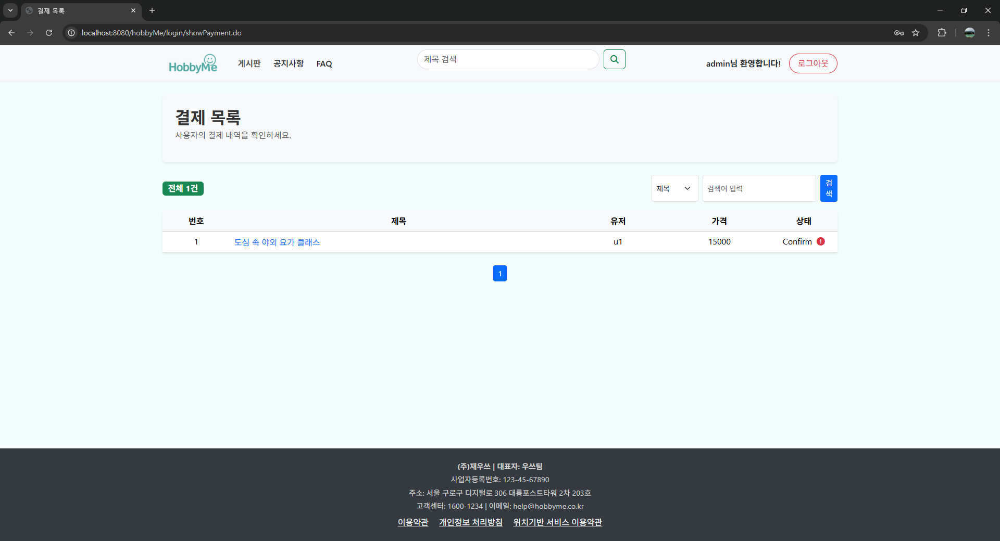 결제 목록
localhost:8080/hobbyMe/login/showPayment.do
HobbyMe
게시판 공지사항 FAQ
제목 검색
admin님 환영합니다!
로그아웃
결제 목록
사용자의 결제 내역을 확인하세요.
전체 1건
제목
검색어 입력
검
색
번호 제목 유저 가격 상태
1 도심 속 야외 요가 클래스 u1 15000 Confirm
1
(주)재우쓰 | 대표자: 우쓰팀
사업자등록번호: 123-45-67890
주소: 서울 구로구 디지털로 306 대륭포스트타워 2차 203호
고객센터: 1600-1234 | 이메일: help@hobbyme.co.kr
이용약관 개인정보 처리방침 위치기반 서비스 이용약관